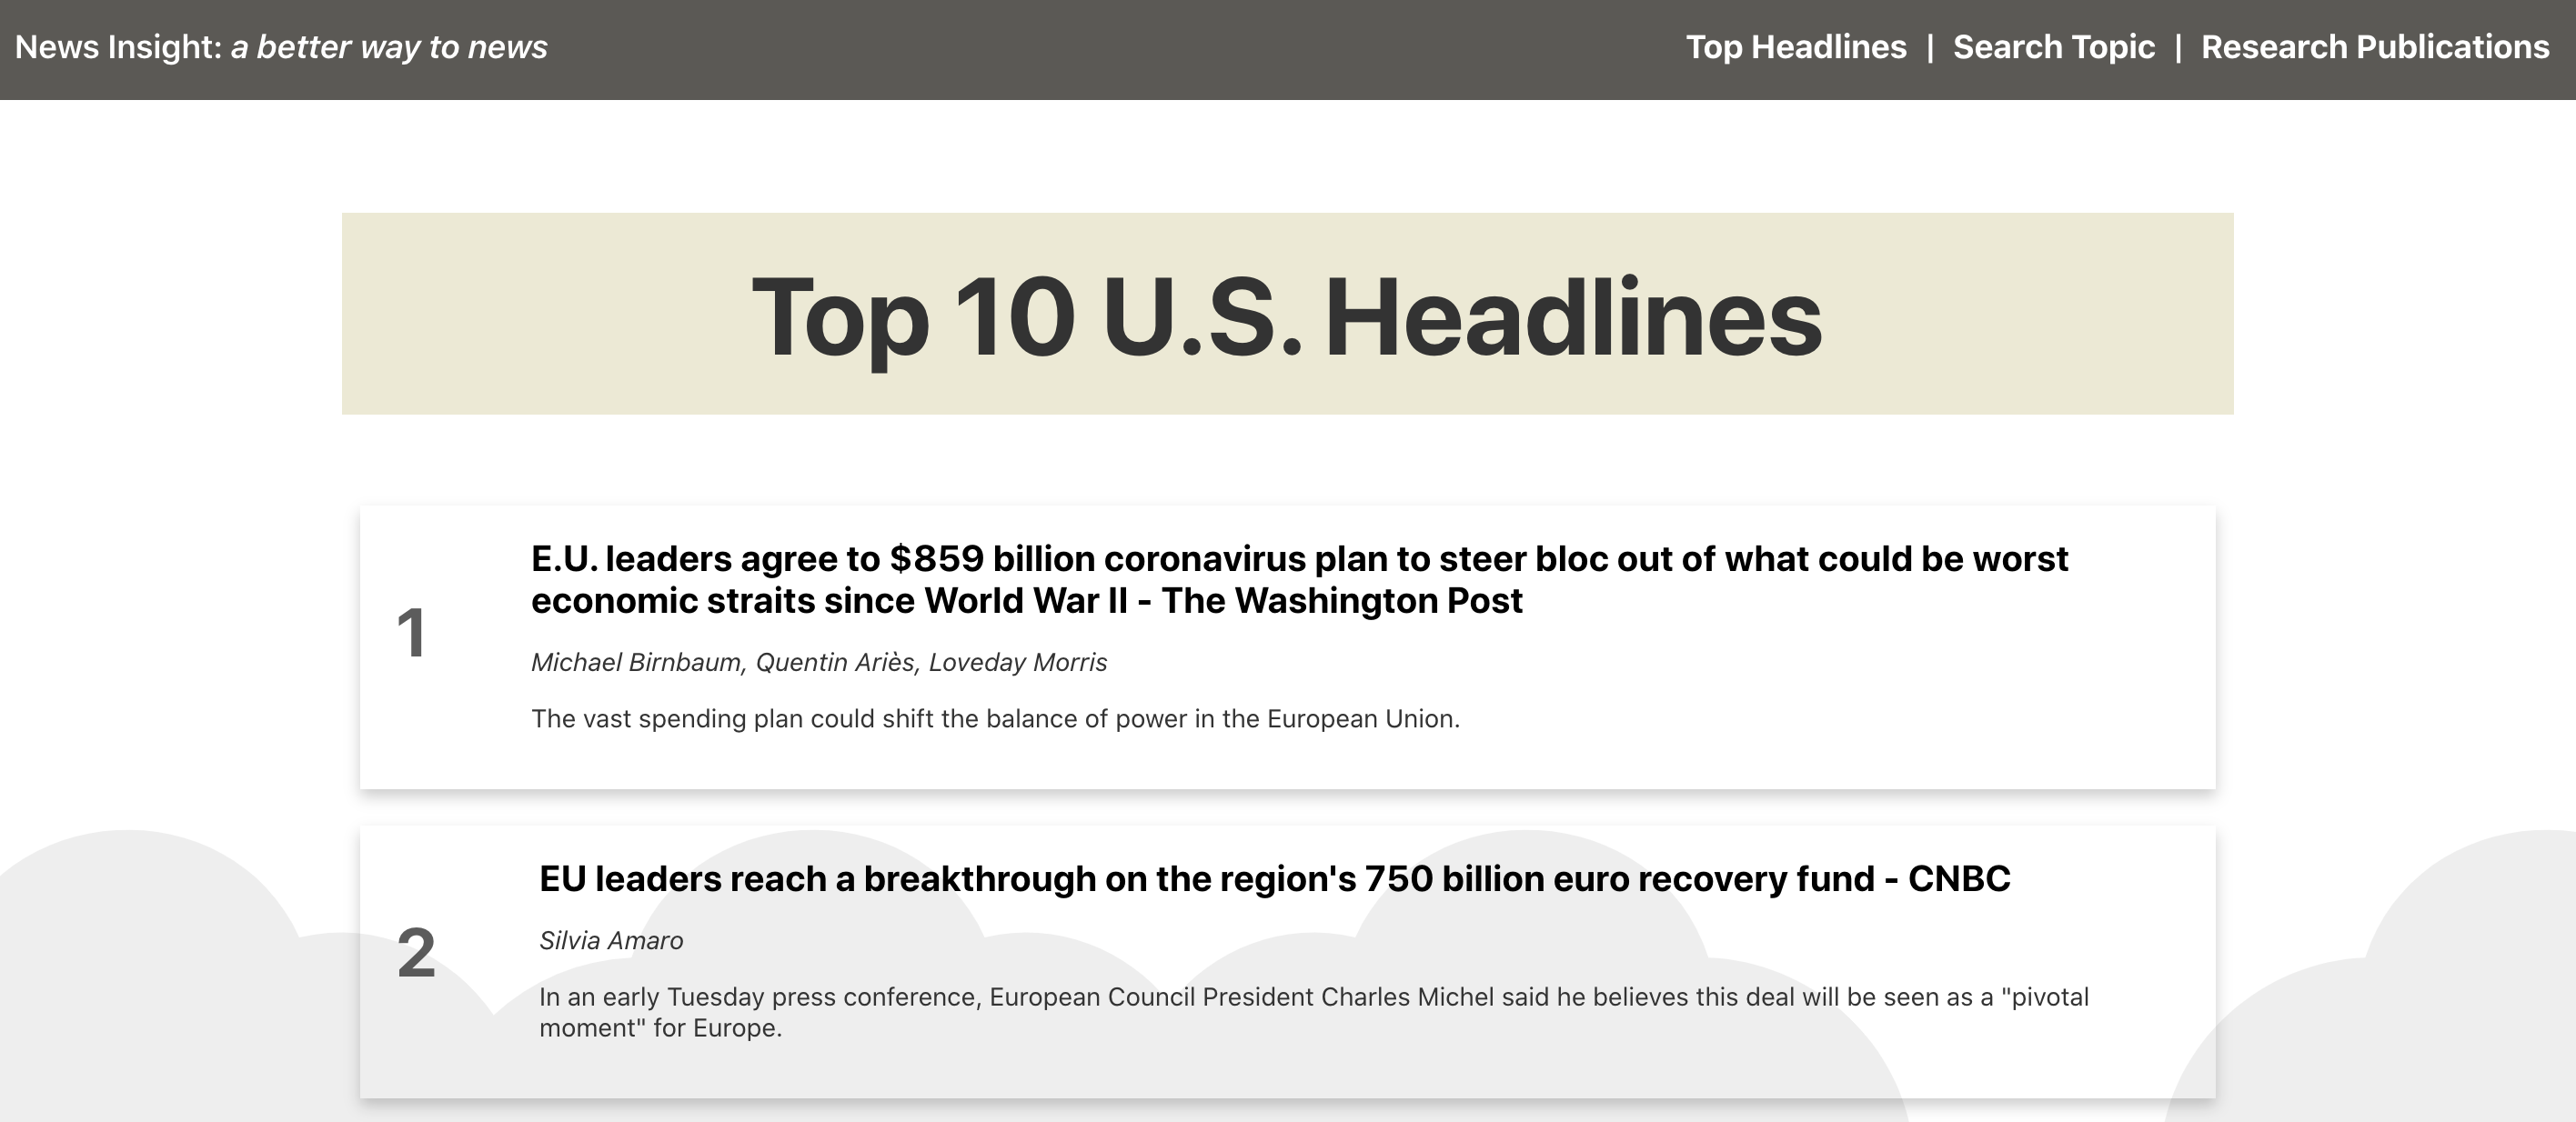 News Insight: a better way to news
Top Headlines | Search Topic | Research Publications
Top 10 U.S. Headlines
1
E.U. leaders agree to $859 billion coronavirus plan to steer bloc out of what could be worst
economic straits since World War II - The Washington Post
Michael Birnbaum, Quentin Ariès, Loveday Morris
The vast spending plan could shift the balance of power in the European Union.
2
EU leaders reach a breakthrough on the region's 750 billion euro recovery fund - CNBC
Silvia Amaro
In an early Tuesday press conference, European Council President Charles Michel said he believes this deal will be seen as a "pivotal
moment" for Europe.